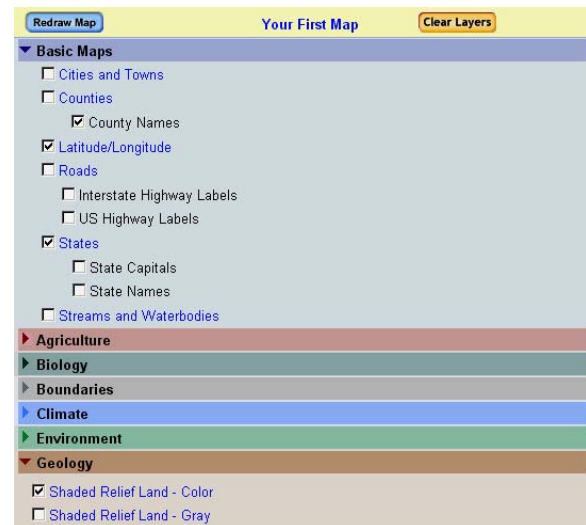 Redraw Map Your First Map Clear Layers
Basic Maps
Cities and Towns
Counties
County Names
Latitude/Longitude
Roads
Interstate Highway Labels
US Highway Labels
States
State Capitals
State Names
Streams and Waterbodies
Agriculture
Biology
Boundaries
Climate
Environment
Geology
Shaded Relief Land - Color
Shaded Relief Land - Gray